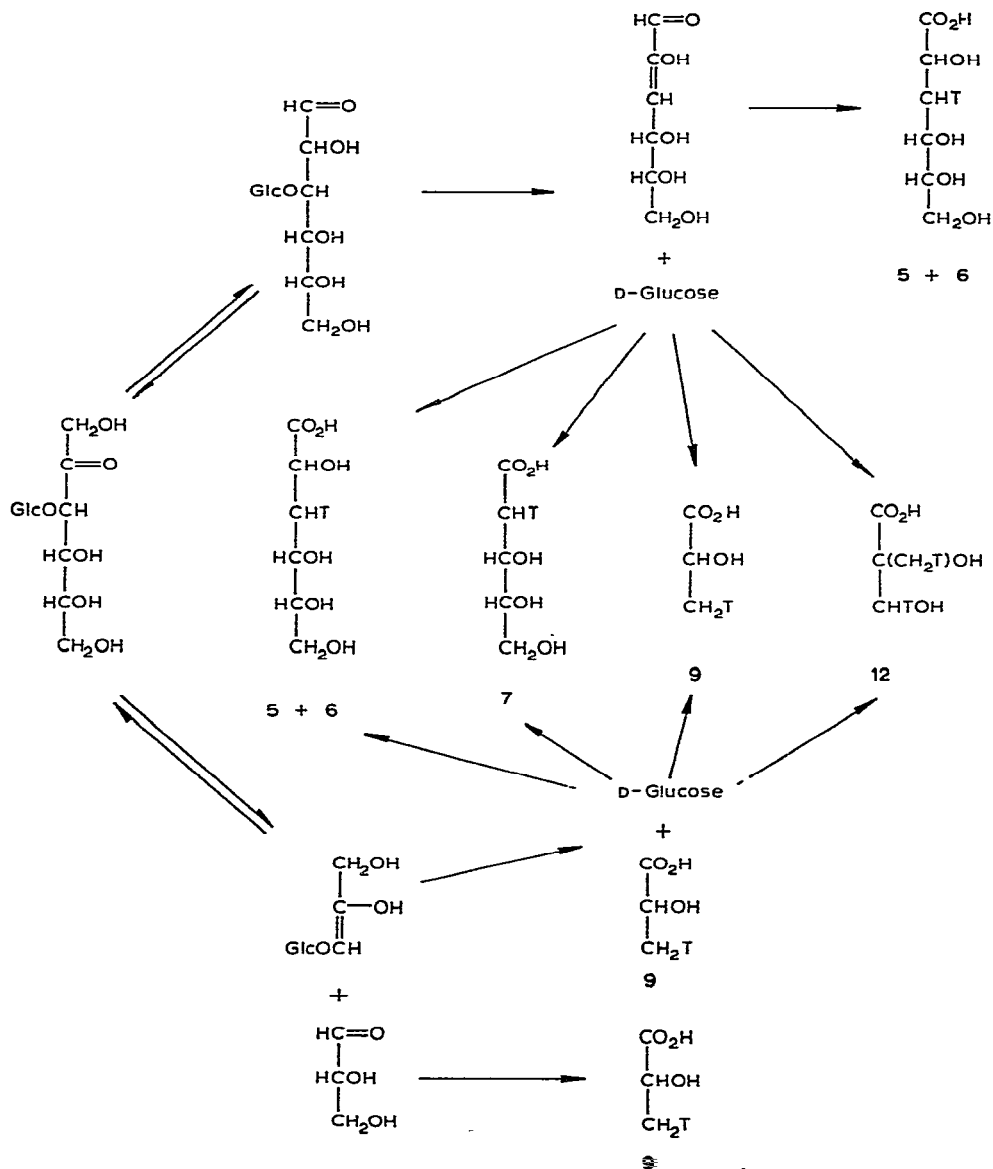 HC=O
COH
CH
HCOH
HCOH
CH2OH
+
D-Glucose
CO2H
CHOH
CHT
HCOH
HCOH
CH2OH
5 + 6
HC=O
CHOH
GlcOCH
HCOH
HCOH
CH2OH
CH2OH
C=O
GlcOCH
HCOH
HCOH
CH2OH
CO2H
CHOH
CHT
HCOH
HCOH
CH2OH
5 + 6
CO2H
CHT
HCOH
HCOH
CH2OH
7
CO2H
CHOH
CH2T
9
CO2H
C(CH2T)OH
CHTOH
12
D-Glucose
+
CO2H
CHOH
CH2T
9
CH2OH
C-OH
GlcOCH
+
HC=O
HCOH
CH2OH
CO2H
CHOH
CH2T
9